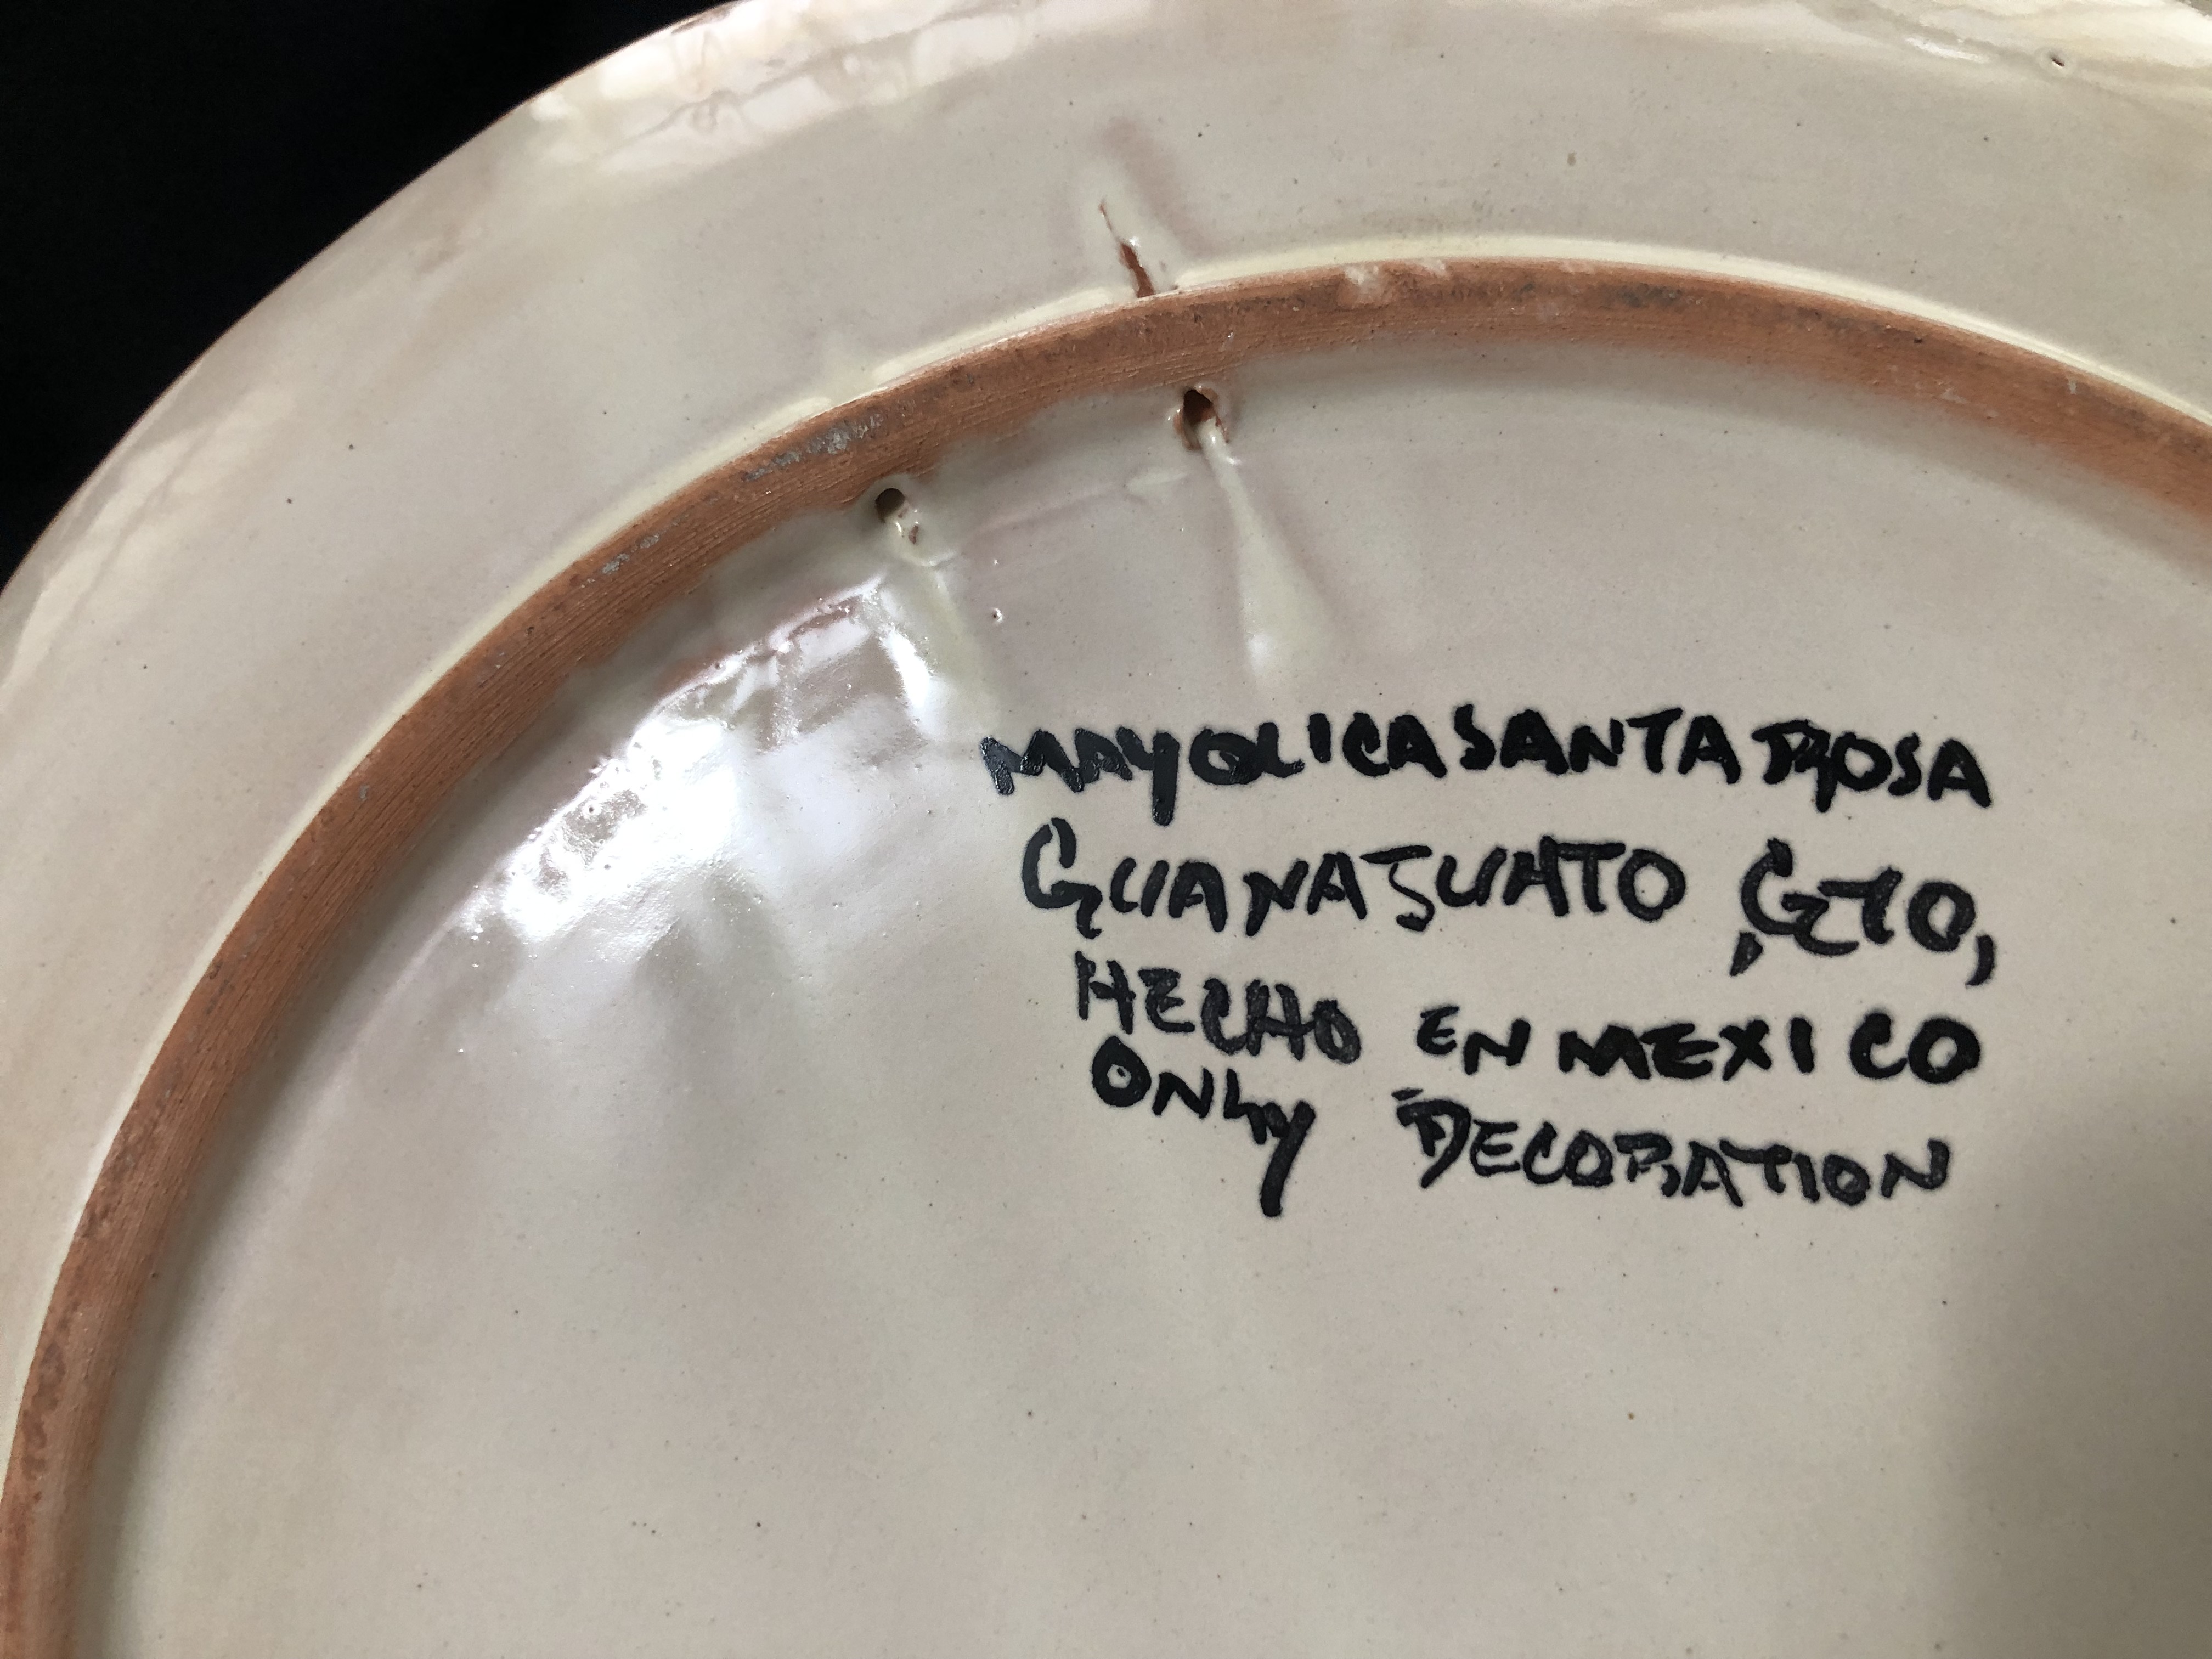 MAYOLICA SANTA ROSA
GUANAJUATO GTO,
HECHO EN MEXICO
ONLY DECORATION